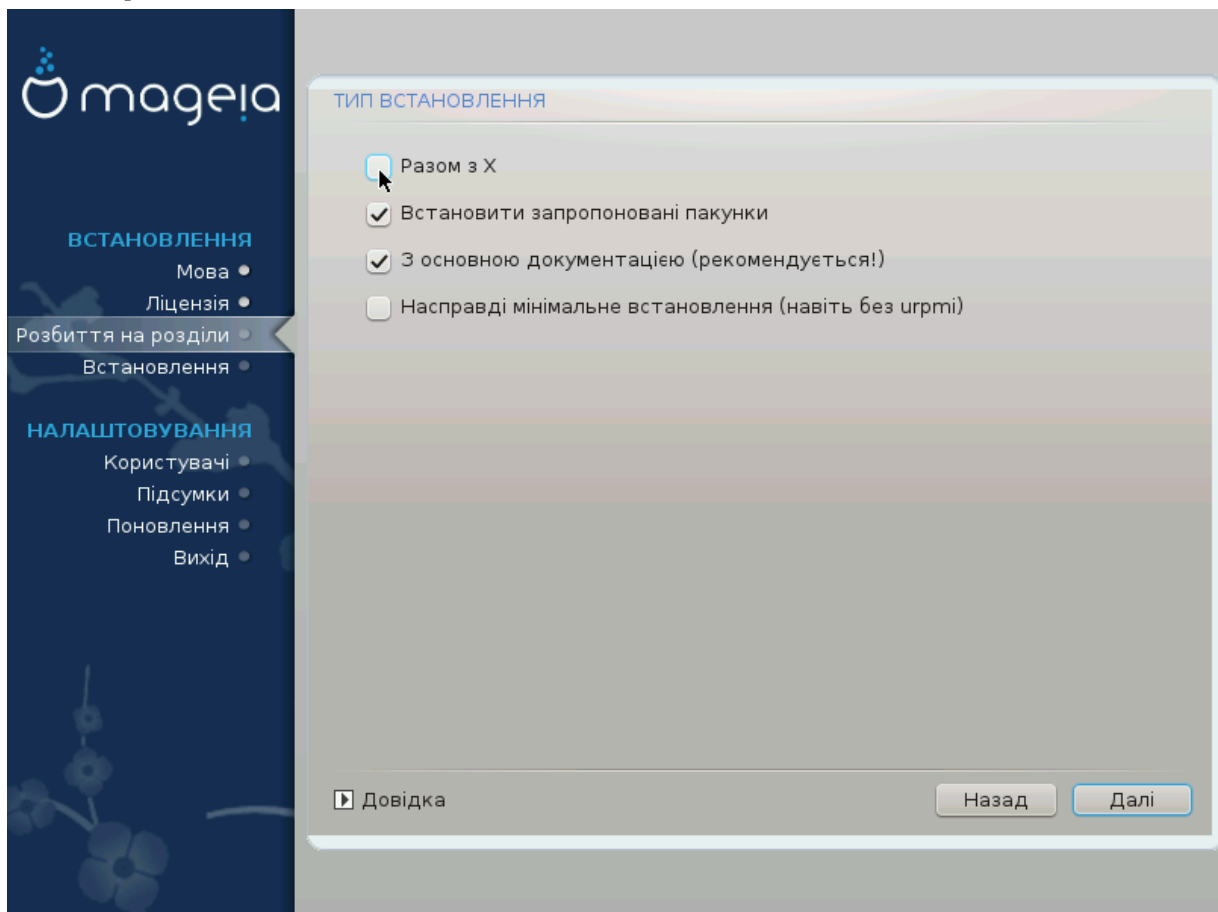 mageia
ВСТАНОВЛЕННЯ
Мова
Ліцензія
Розбиття на розділи
Встановлення
НАЛАШТОВУВАННЯ
Користувачі
Підсумки
Поновлення
Вихід
ТИП ВСТАНОВЛЕННЯ
Разом з X
Встановити запропоновані пакунки
З основною документацією (рекомендується!)
Насправді мінімальне встановлення (навіть без urpmi)
Довідка
Назад
Далі